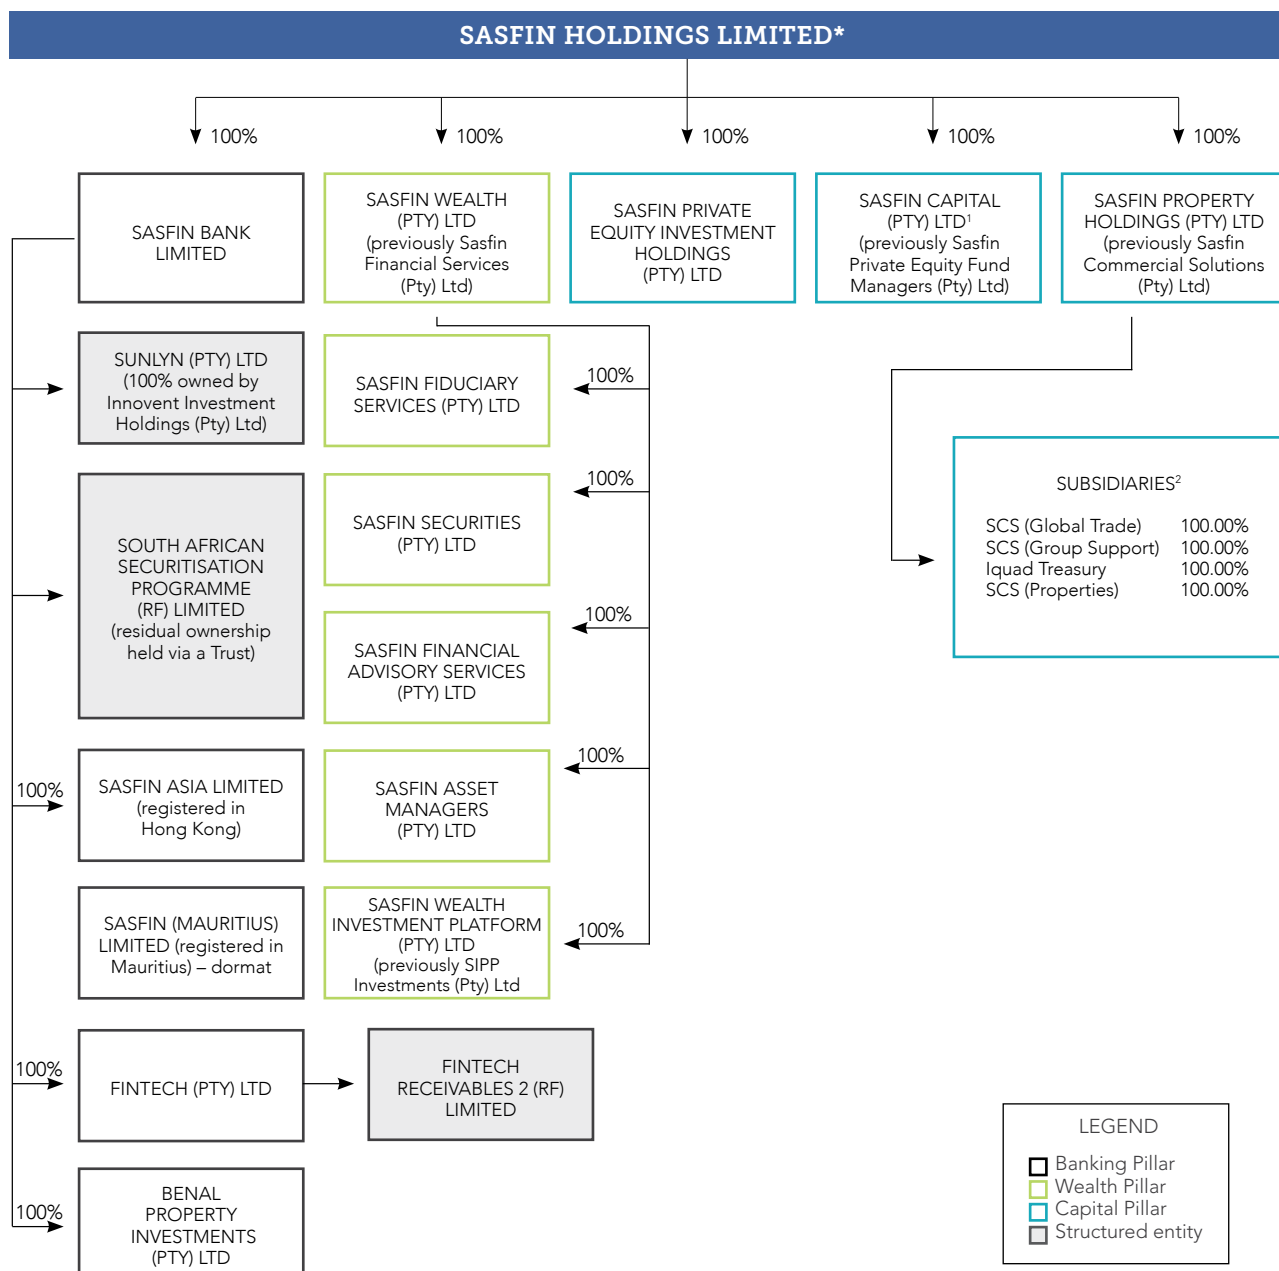 SASFIN HOLDINGS LIMITED*
100%
100%
100%
100%
100%
SASFIN BANK
LIMITED
SASFIN WEALTH
(PTY) LTD
(previously Sasfin
Financial Services
(Pty) Ltd)
SASFIN PRIVATE
EQUITY INVESTMENT
HOLDINGS
(PTY) LTD
SASFIN CAPITAL
(PTY) LTD¹
(previously Sasfin
Private Equity Fund
Managers (Pty) Ltd)
SASFIN PROPERTY
HOLDINGS (PTY) LTD
(previously Sasfin
Commercial Solutions
(Pty) Ltd)
SUNLYN (PTY) LTD
(100% owned by
Innovent Investment
Holdings (Pty) Ltd)
SASFIN FIDUCIARY
SERVICES (PTY) LTD
100%
SOUTH AFRICAN
SECURITISATION
PROGRAMME
(RF) LIMITED
(residual ownership
held via a Trust)
SASFIN SECURITIES
(PTY) LTD
100%
SUBSIDIARIES²
SCS (Global Trade) 100.00%
SCS (Group Support) 100.00%
Iquad Treasury 100.00%
SCS (Properties) 100.00%
SASFIN FINANCIAL
ADVISORY SERVICES
(PTY) LTD
100%
100%
SASFIN ASIA LIMITED
(registered in
Hong Kong)
SASFIN ASSET
MANAGERS
(PTY) LTD
100%
SASFIN (MAURITIUS)
LIMITED (registered in
Mauritius) – dormat
SASFIN WEALTH
INVESTMENT PLATFORM
(PTY) LTD
(previously SIPP
Investments (Pty) Ltd
100%
100%
FINTECH (PTY) LTD
FINTECH
RECEIVABLES 2 (RF)
LIMITED
100%
BENAL
PROPERTY
INVESTMENTS
(PTY) LTD
LEGEND
Banking Pillar
Wealth Pillar
Capital Pillar
Structured entity